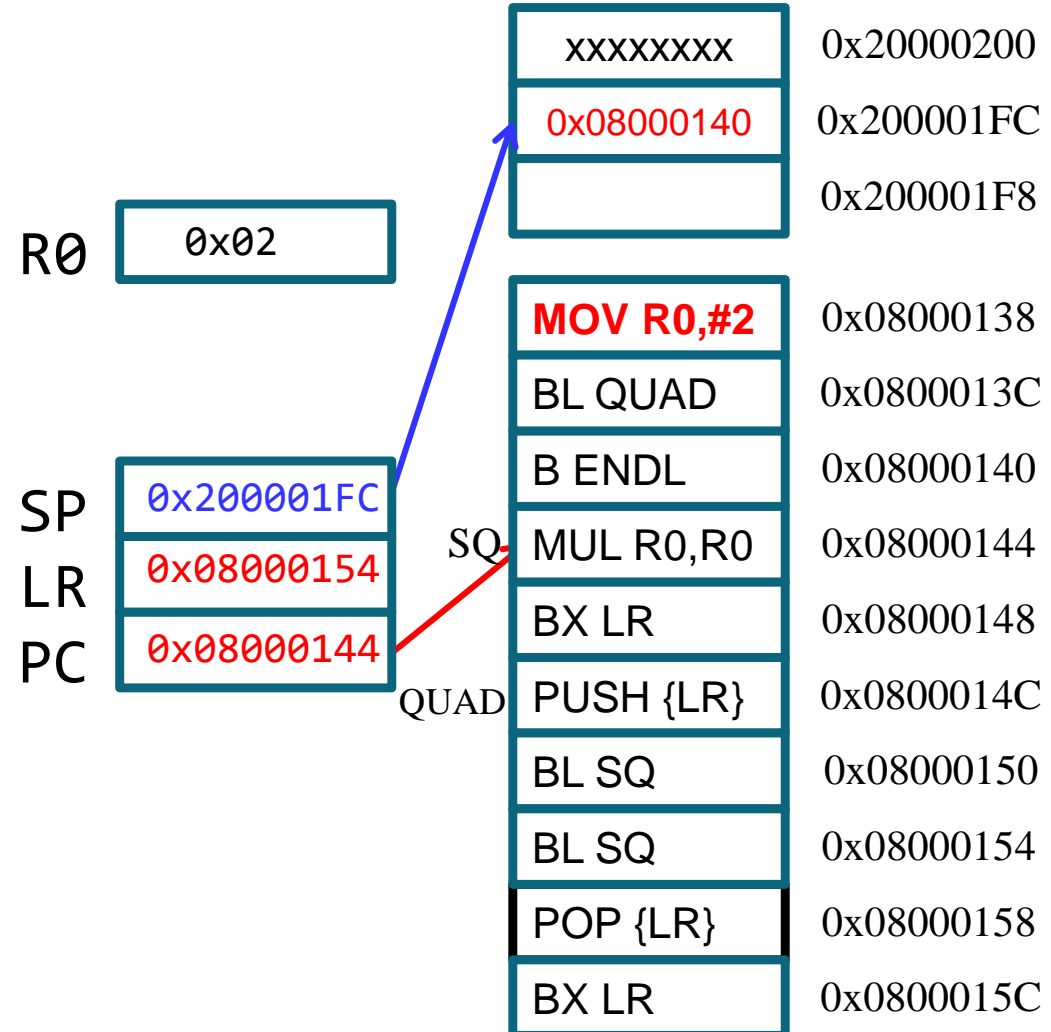 xxxxxxxx 0x20000200
0x08000140 0x200001FC
0x200001F8
R0 0x02
MOV R0,#2 0x08000138
BL QUAD 0x0800013C
B ENDL 0x08000140
SP 0x200001FC
SQ MUL R0,R0 0x08000144
LR 0x08000154
BX LR 0x08000148
PC 0x08000144
QUAD PUSH {LR} 0x0800014C
BL SQ 0x08000150
BL SQ 0x08000154
POP {LR} 0x08000158
BX LR 0x0800015C